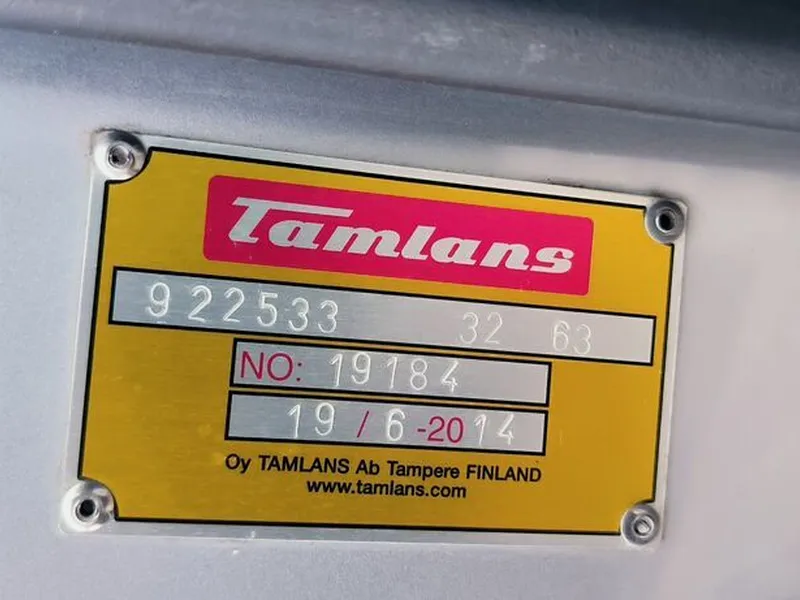 Tamlans
922533 32 63
NO: 19184
19 / 6 -2014
Oy TAMLANS Ab Tampere FINLAND
www.tamlans.com